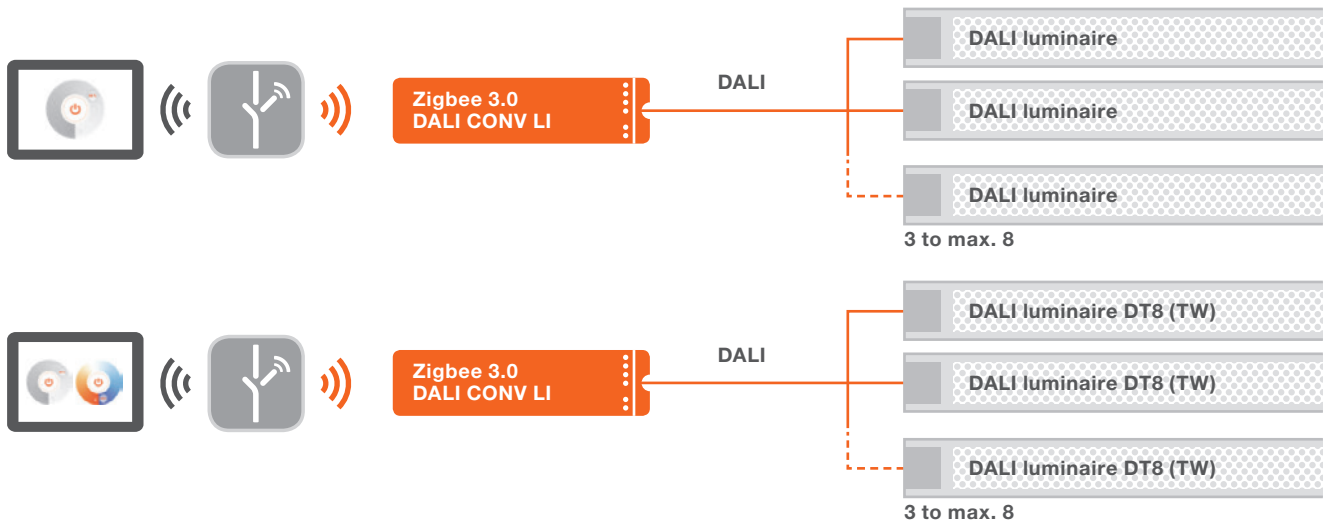 DALI luminaire
DALI
Zigbee 3.0
DALI CONV LI
DALI luminaire
DALI luminaire
3 to max. 8
DALI luminaire DT8 (TW)
DALI
Zigbee 3.0
DALI CONV LI
DALI luminaire DT8 (TW)
DALI luminaire DT8 (TW)
3 to max. 8